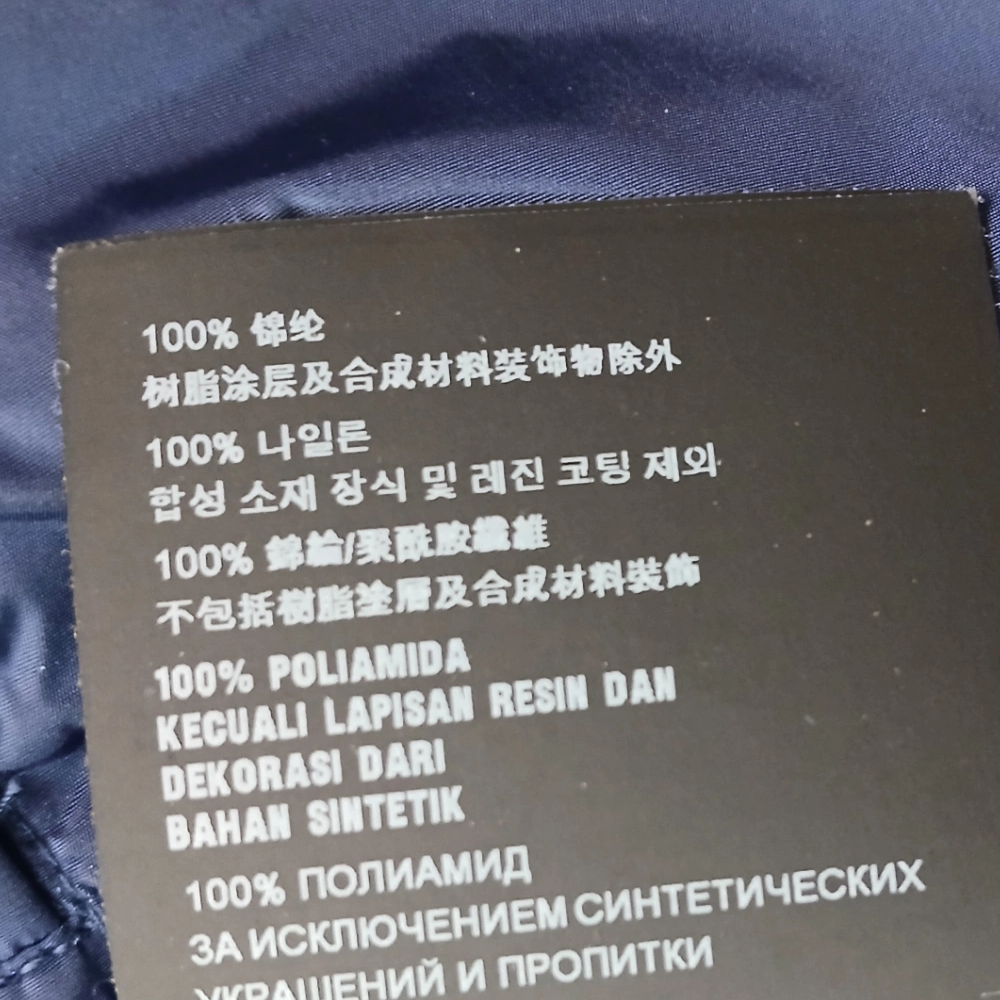 100% 锦纶
树脂涂层及合成材料装饰物除外
100% 나일론
합성 소재 장식 및 레진 코팅 제외
100% 錦綸/聚酰胺纖維
不包括樹脂塗層及合成材料裝飾
100% POLIAMIDA
KECUALI LAPISAN RESIN DAN
DEKORASI DARI
BAHAN SINTETIK
100% ПОЛИАМИД
ЗА ИСКЛЮЧЕНИЕМ СИНТЕТИЧЕСКИХ
УКРАШЕНИЙ И ПРОПИТКИ